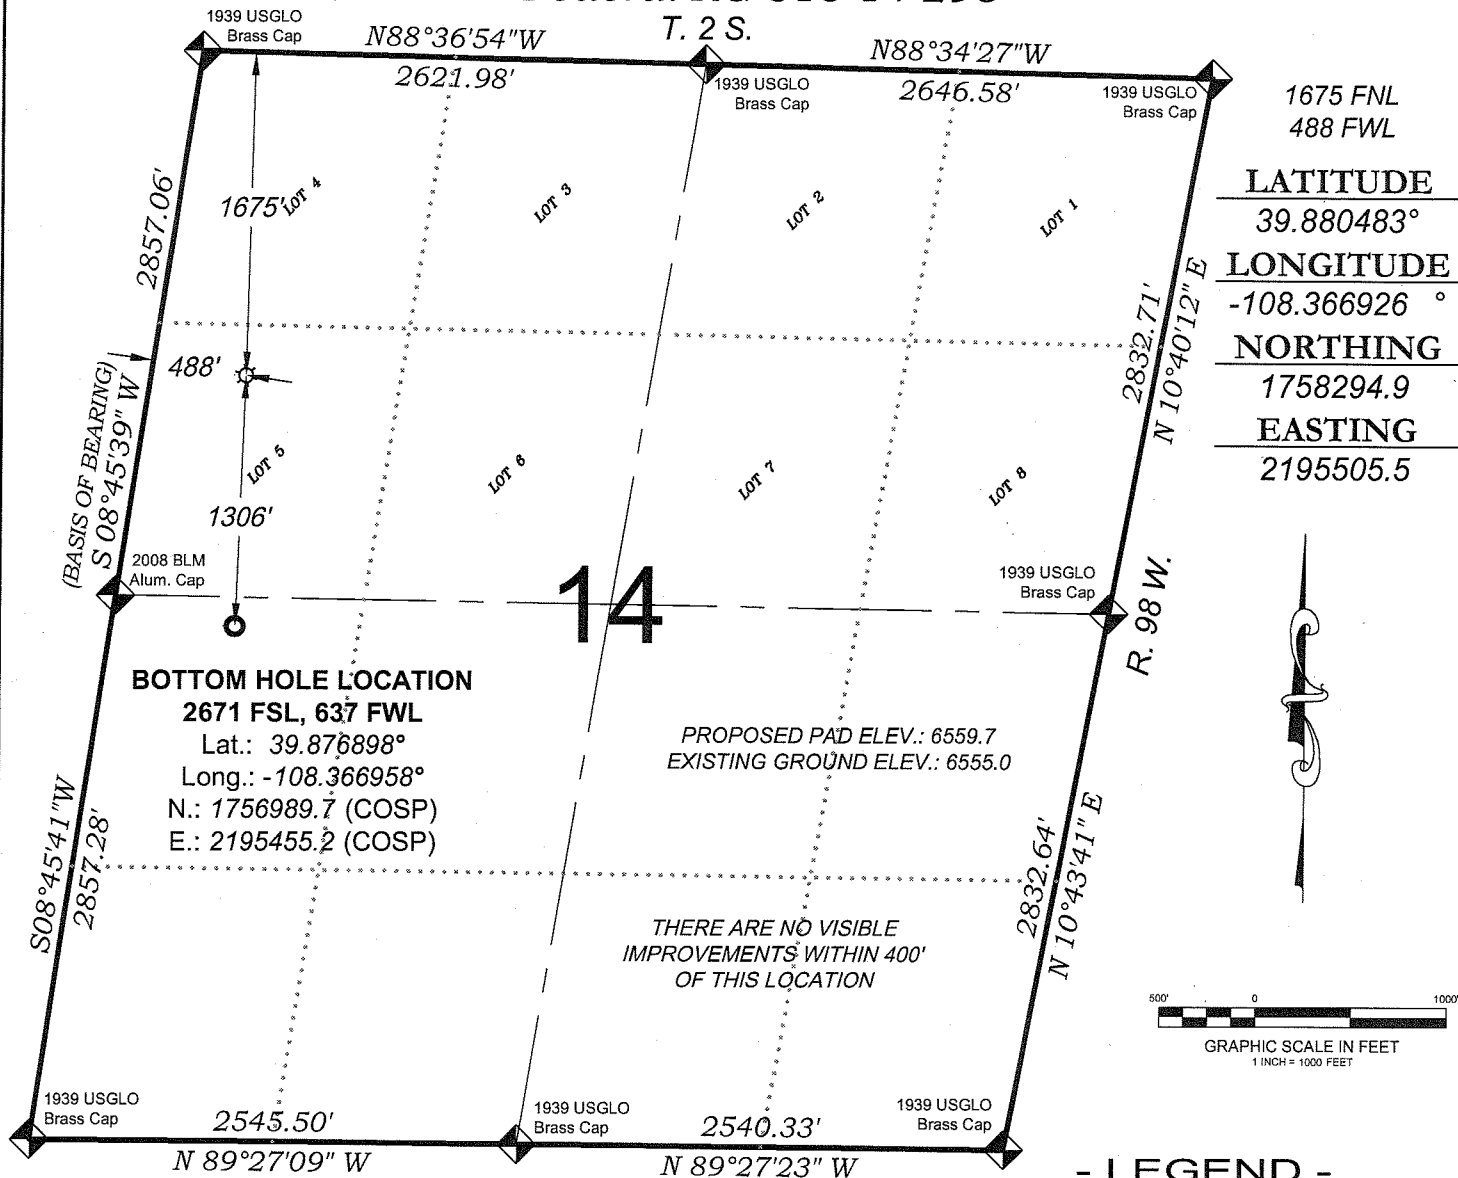 T. 2 S.
1939 USGLO
Brass Cap
N88°36'54"W
2621.98'
N88°34'27"W
2646.58'
1939 USGLO
Brass Cap
1939 USGLO
Brass Cap
1675 FNL
488 FWL
LATITUDE
39.880483°
LONGITUDE
-108.366926 °
NORTHING
1758294.9
EASTING
2195505.5
2857.06'
1675'
LOT 4
LOT 3
LOT 2
LOT 1
2832.71'
N 10°40'12" E
(BASIS OF BEARING)
S 08°45'39" W
488'
LOT 5
LOT 6
LOT 7
LOT 8
1306'
2008 BLM
Alum. Cap
14
1939 USGLO
Brass Cap
R. 98 W.
BOTTOM HOLE LOCATION
2671 FSL, 637 FWL
Lat.: 39.876898°
Long.: -108.366958°
N.: 1756989.7 (COSP)
E.: 2195455.2 (COSP)
PROPOSED PAD ELEV.: 6559.7
EXISTING GROUND ELEV.: 6555.0
S08°45'41"W
2857.28'
2832.64'
N 10°43'41" E
THERE ARE NO VISIBLE
IMPROVEMENTS WITHIN 400'
OF THIS LOCATION
500' 0 1000'
GRAPHIC SCALE IN FEET
1 INCH = 1000 FEET
1939 USGLO
Brass Cap
2545.50'
N 89°27'09" W
1939 USGLO
Brass Cap
2540.33'
N 89°27'23" W
1939 USGLO
Brass Cap
- LEGEND -